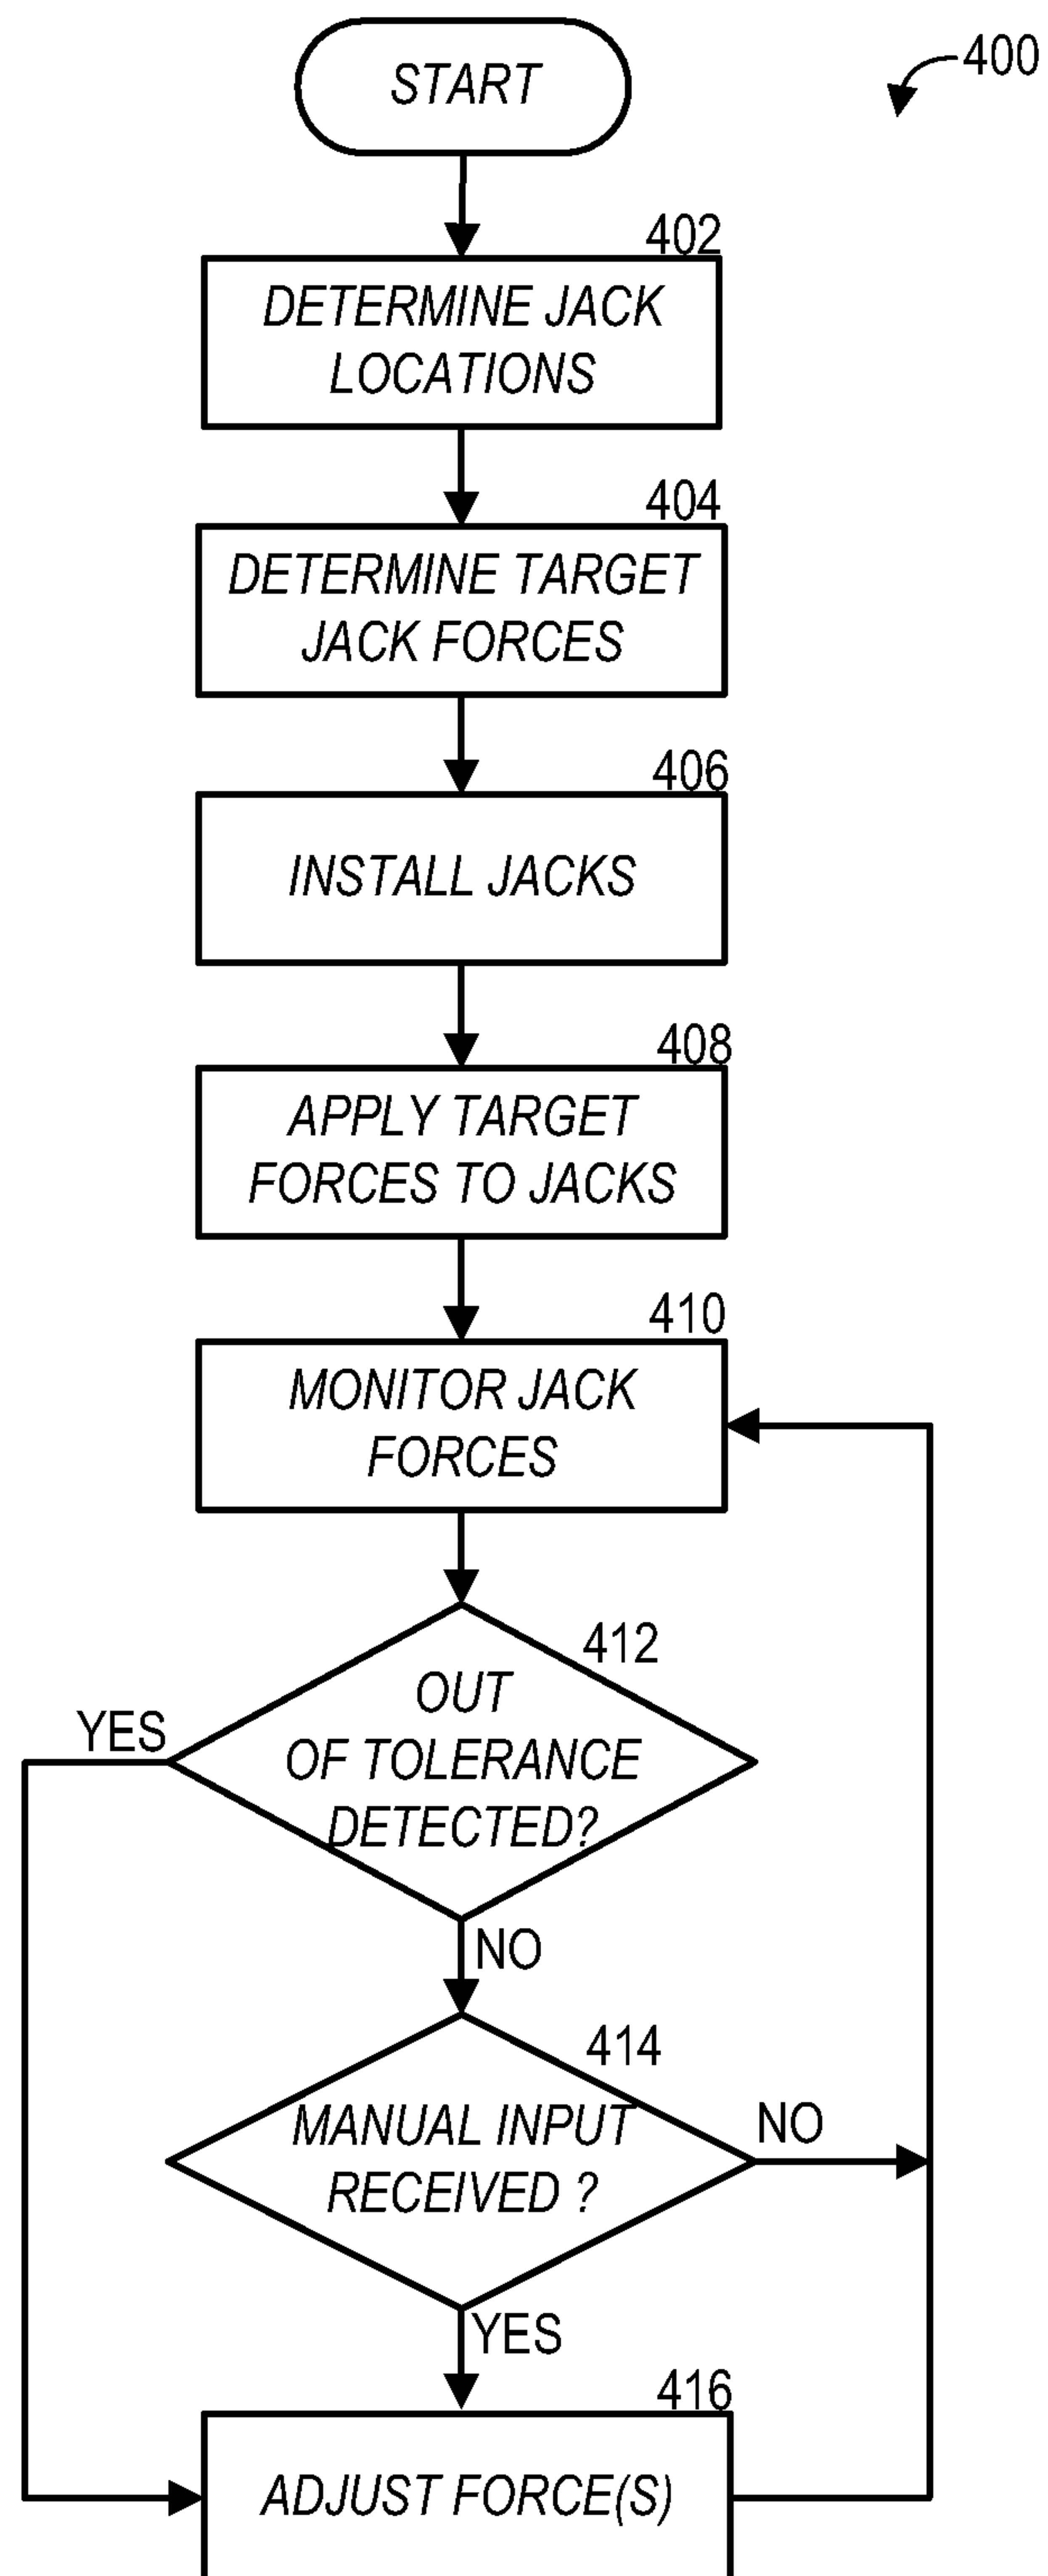 START
400
402
DETERMINE JACK
LOCATIONS
404
DETERMINE TARGET
JACK FORCES
406
INSTALL JACKS
408
APPLY TARGET
FORCES TO JACKS
410
MONITOR JACK
FORCES
412
OUT
OF TOLERANCE
DETECTED?
YES
NO
414
MANUAL INPUT
RECEIVED ?
NO
YES
416
ADJUST FORCE(S)